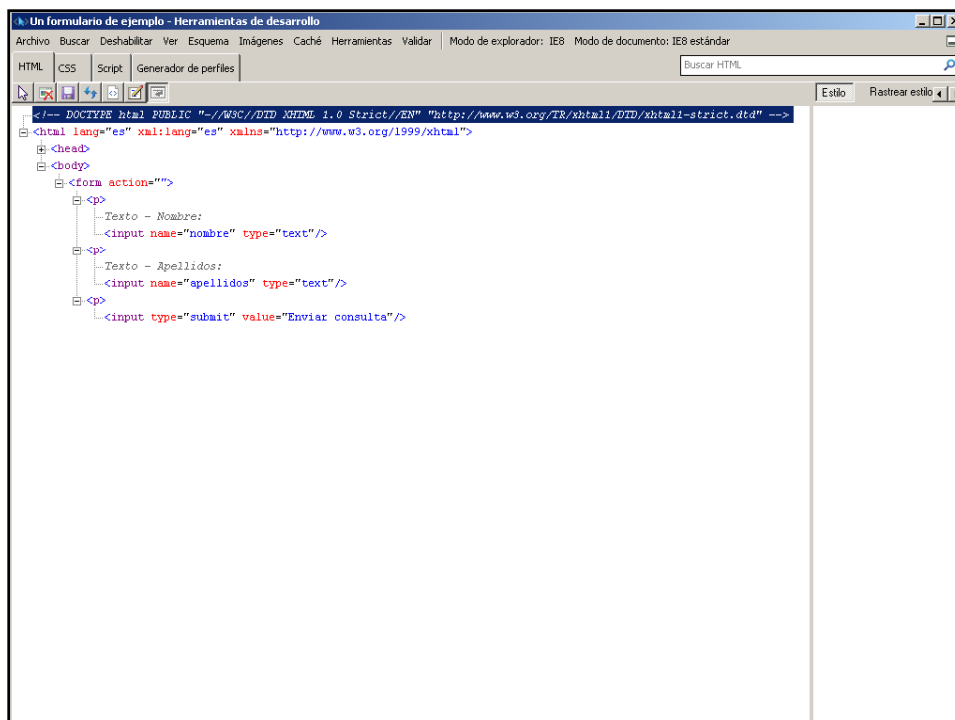 Un formulario de ejemplo - Herramientas de desarrollo
Archivo Buscar Deshabilitar Ver Esquema Imágenes Caché Herramientas Validar Modo de explorador: IE8 Modo de documento: IE8 estándar
HTML CSS Script Generador de perfiles Buscar HTML
Estilo Rastrear estilo
<!-- DOCTYPE html PUBLIC "-//W3C//DTD XHTML 1.0 Strict//EN" "http://www.w3.org/TR/xhtml1/DTD/xhtml1-strict.dtd" -->
<html lang="es" xml:lang="es" xmlns="http://www.w3.org/1999/xhtml">
<head>
<body>
<form action="">
<p>
Texto - Nombre:
<input name="nombre" type="text"/>
<p>
Texto - Apellidos:
<input name="apellidos" type="text"/>
<p>
<input type="submit" value="Enviar consulta"/>